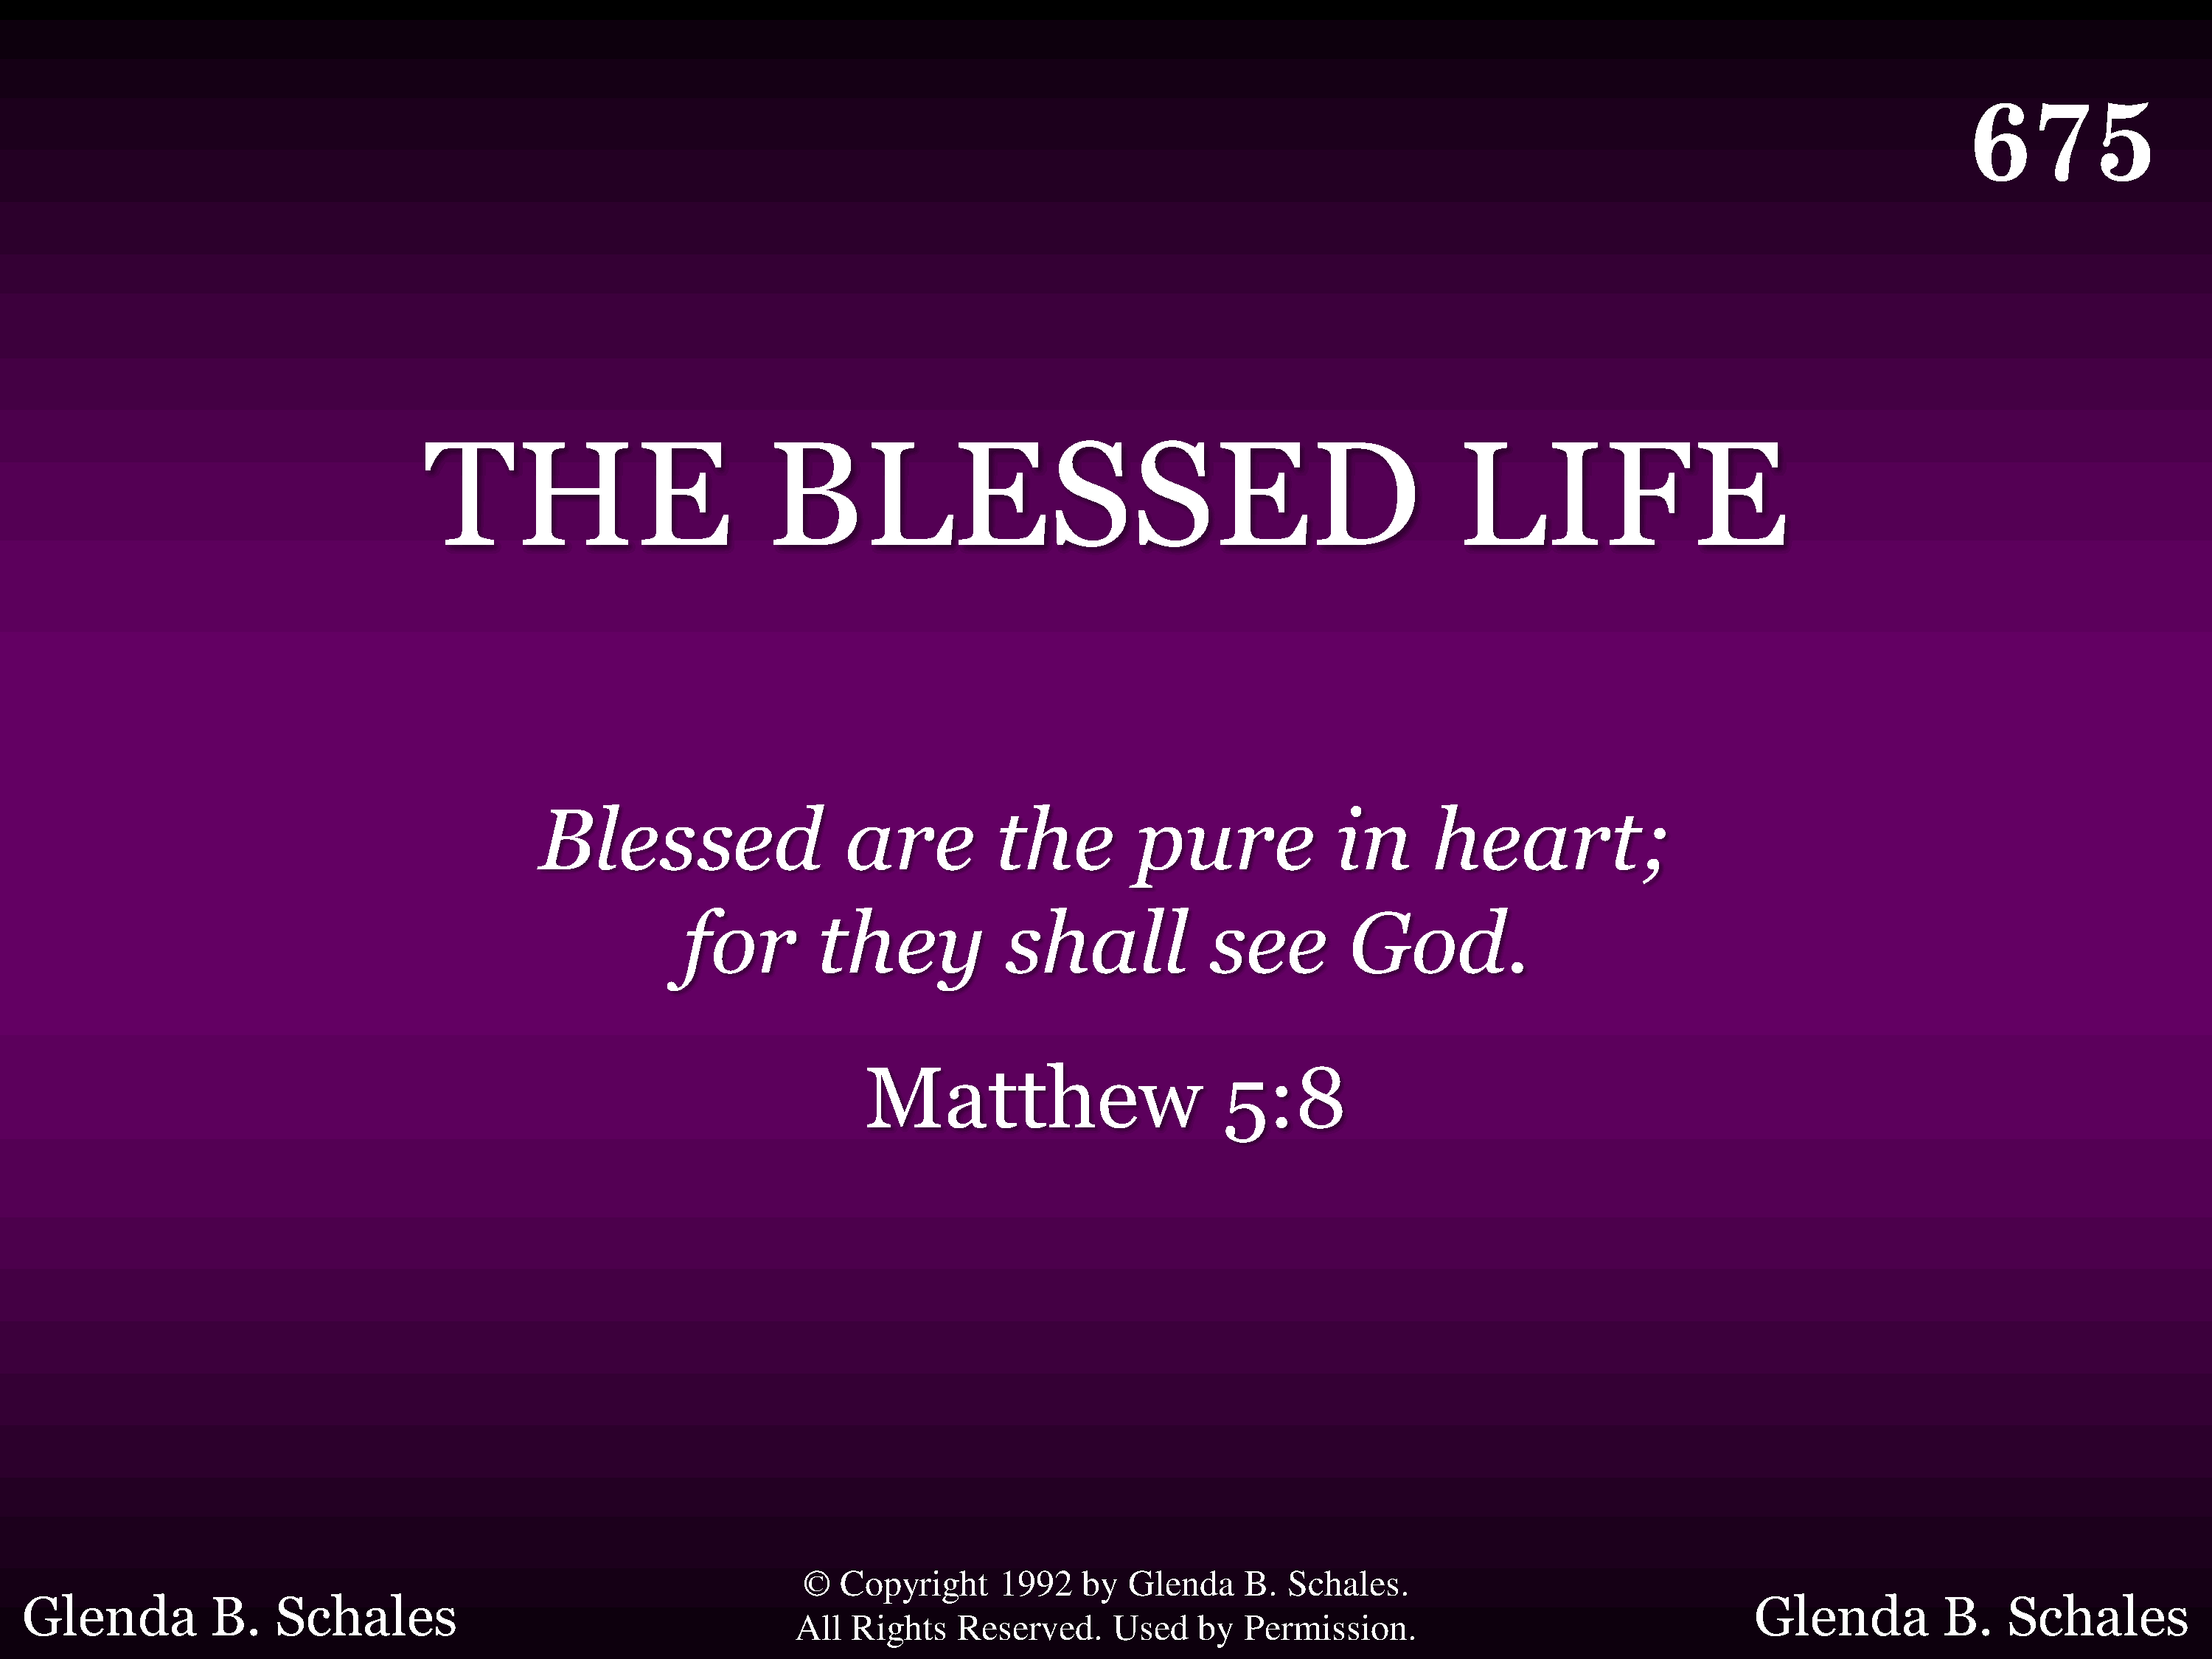 675
THE BLESSED LIFE
Blessed are the pure in heart;
for they shall see God.
Matthew 5:8
Glenda B. Schales
© Copyright 1992 by Glenda B. Schales.
All Rights Reserved. Used by Permission.
Glenda B. Schales